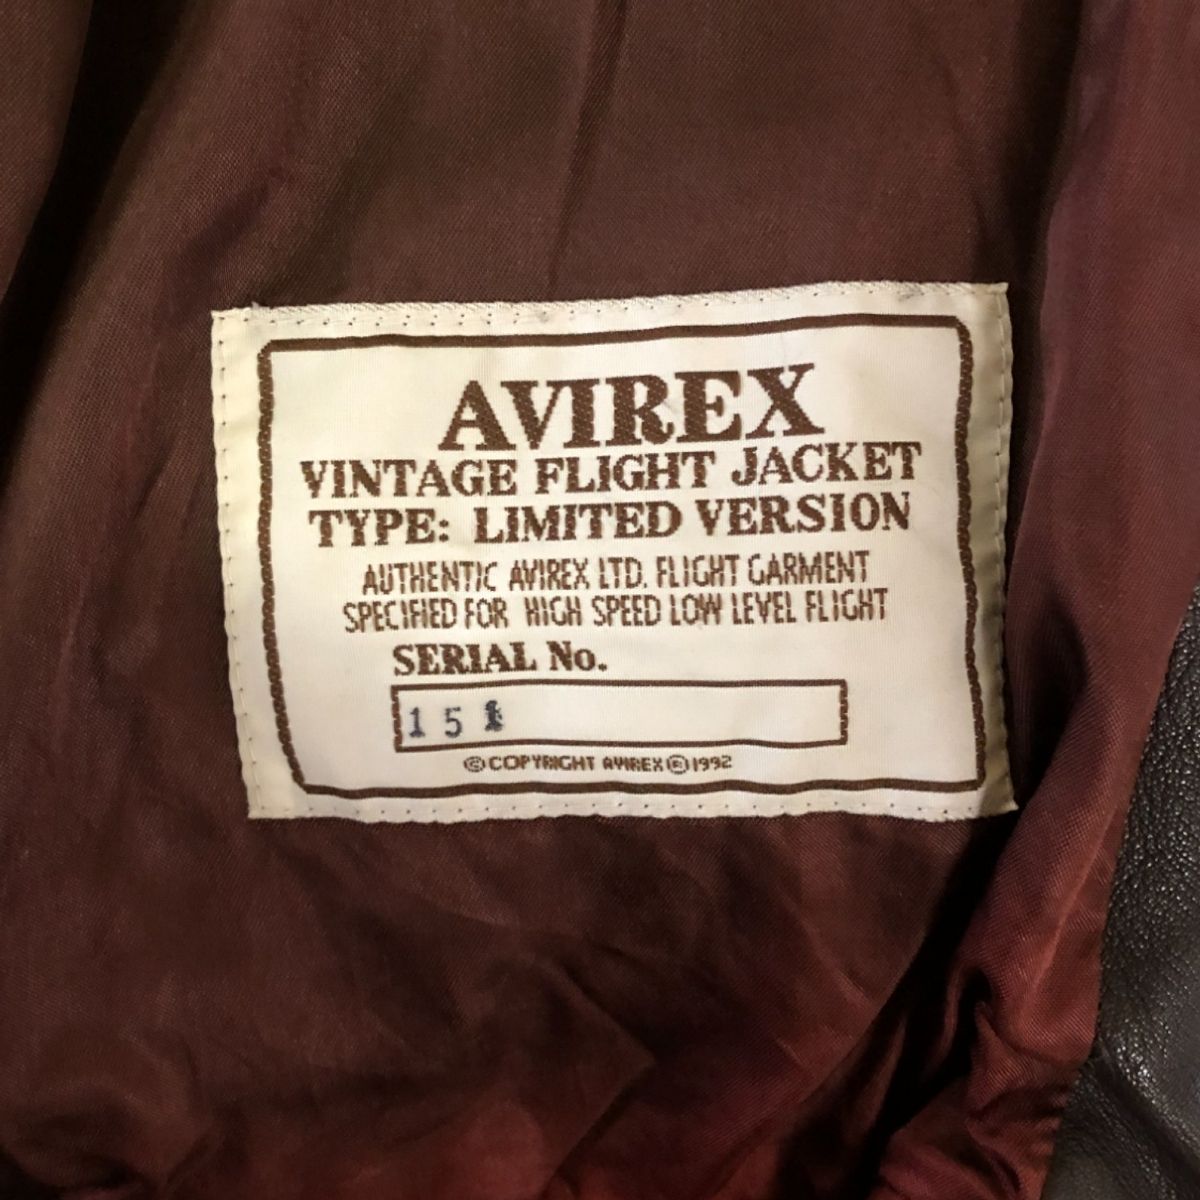 AVIREX
VINTAGE FLIGHT JACKET
TYPE: LIMITED VERSION
AUTHENTIC AVIREX LTD. FLIGHT GARMENT
SPECIFIED FOR HIGH SPEED LOW LEVEL FLIGHT
SERIAL No.
15
© COPYRIGHT AVIREX ® 1992